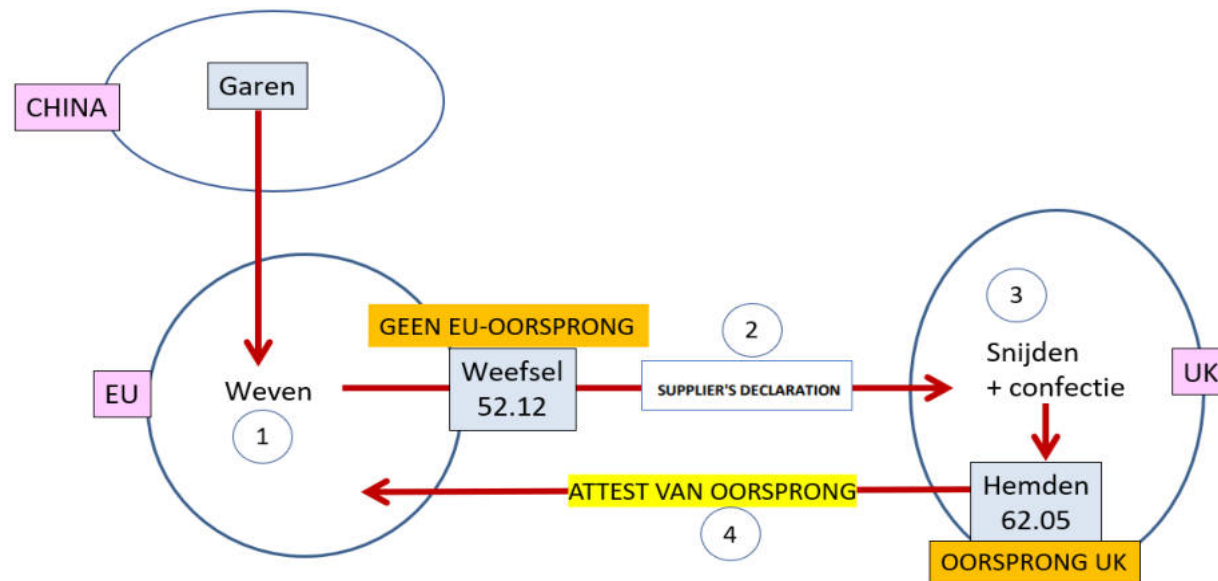 Garen
CHINA
GEEN EU-OORSPRONG
2
3
Weefsel
52.12
SUPPLIER'S DECLARATION
Snijden
+ confectie
UK
EU
Weven
1
ATTEST VAN OORSPRONG
4
Hemden
62.05
OORSPRONG UK